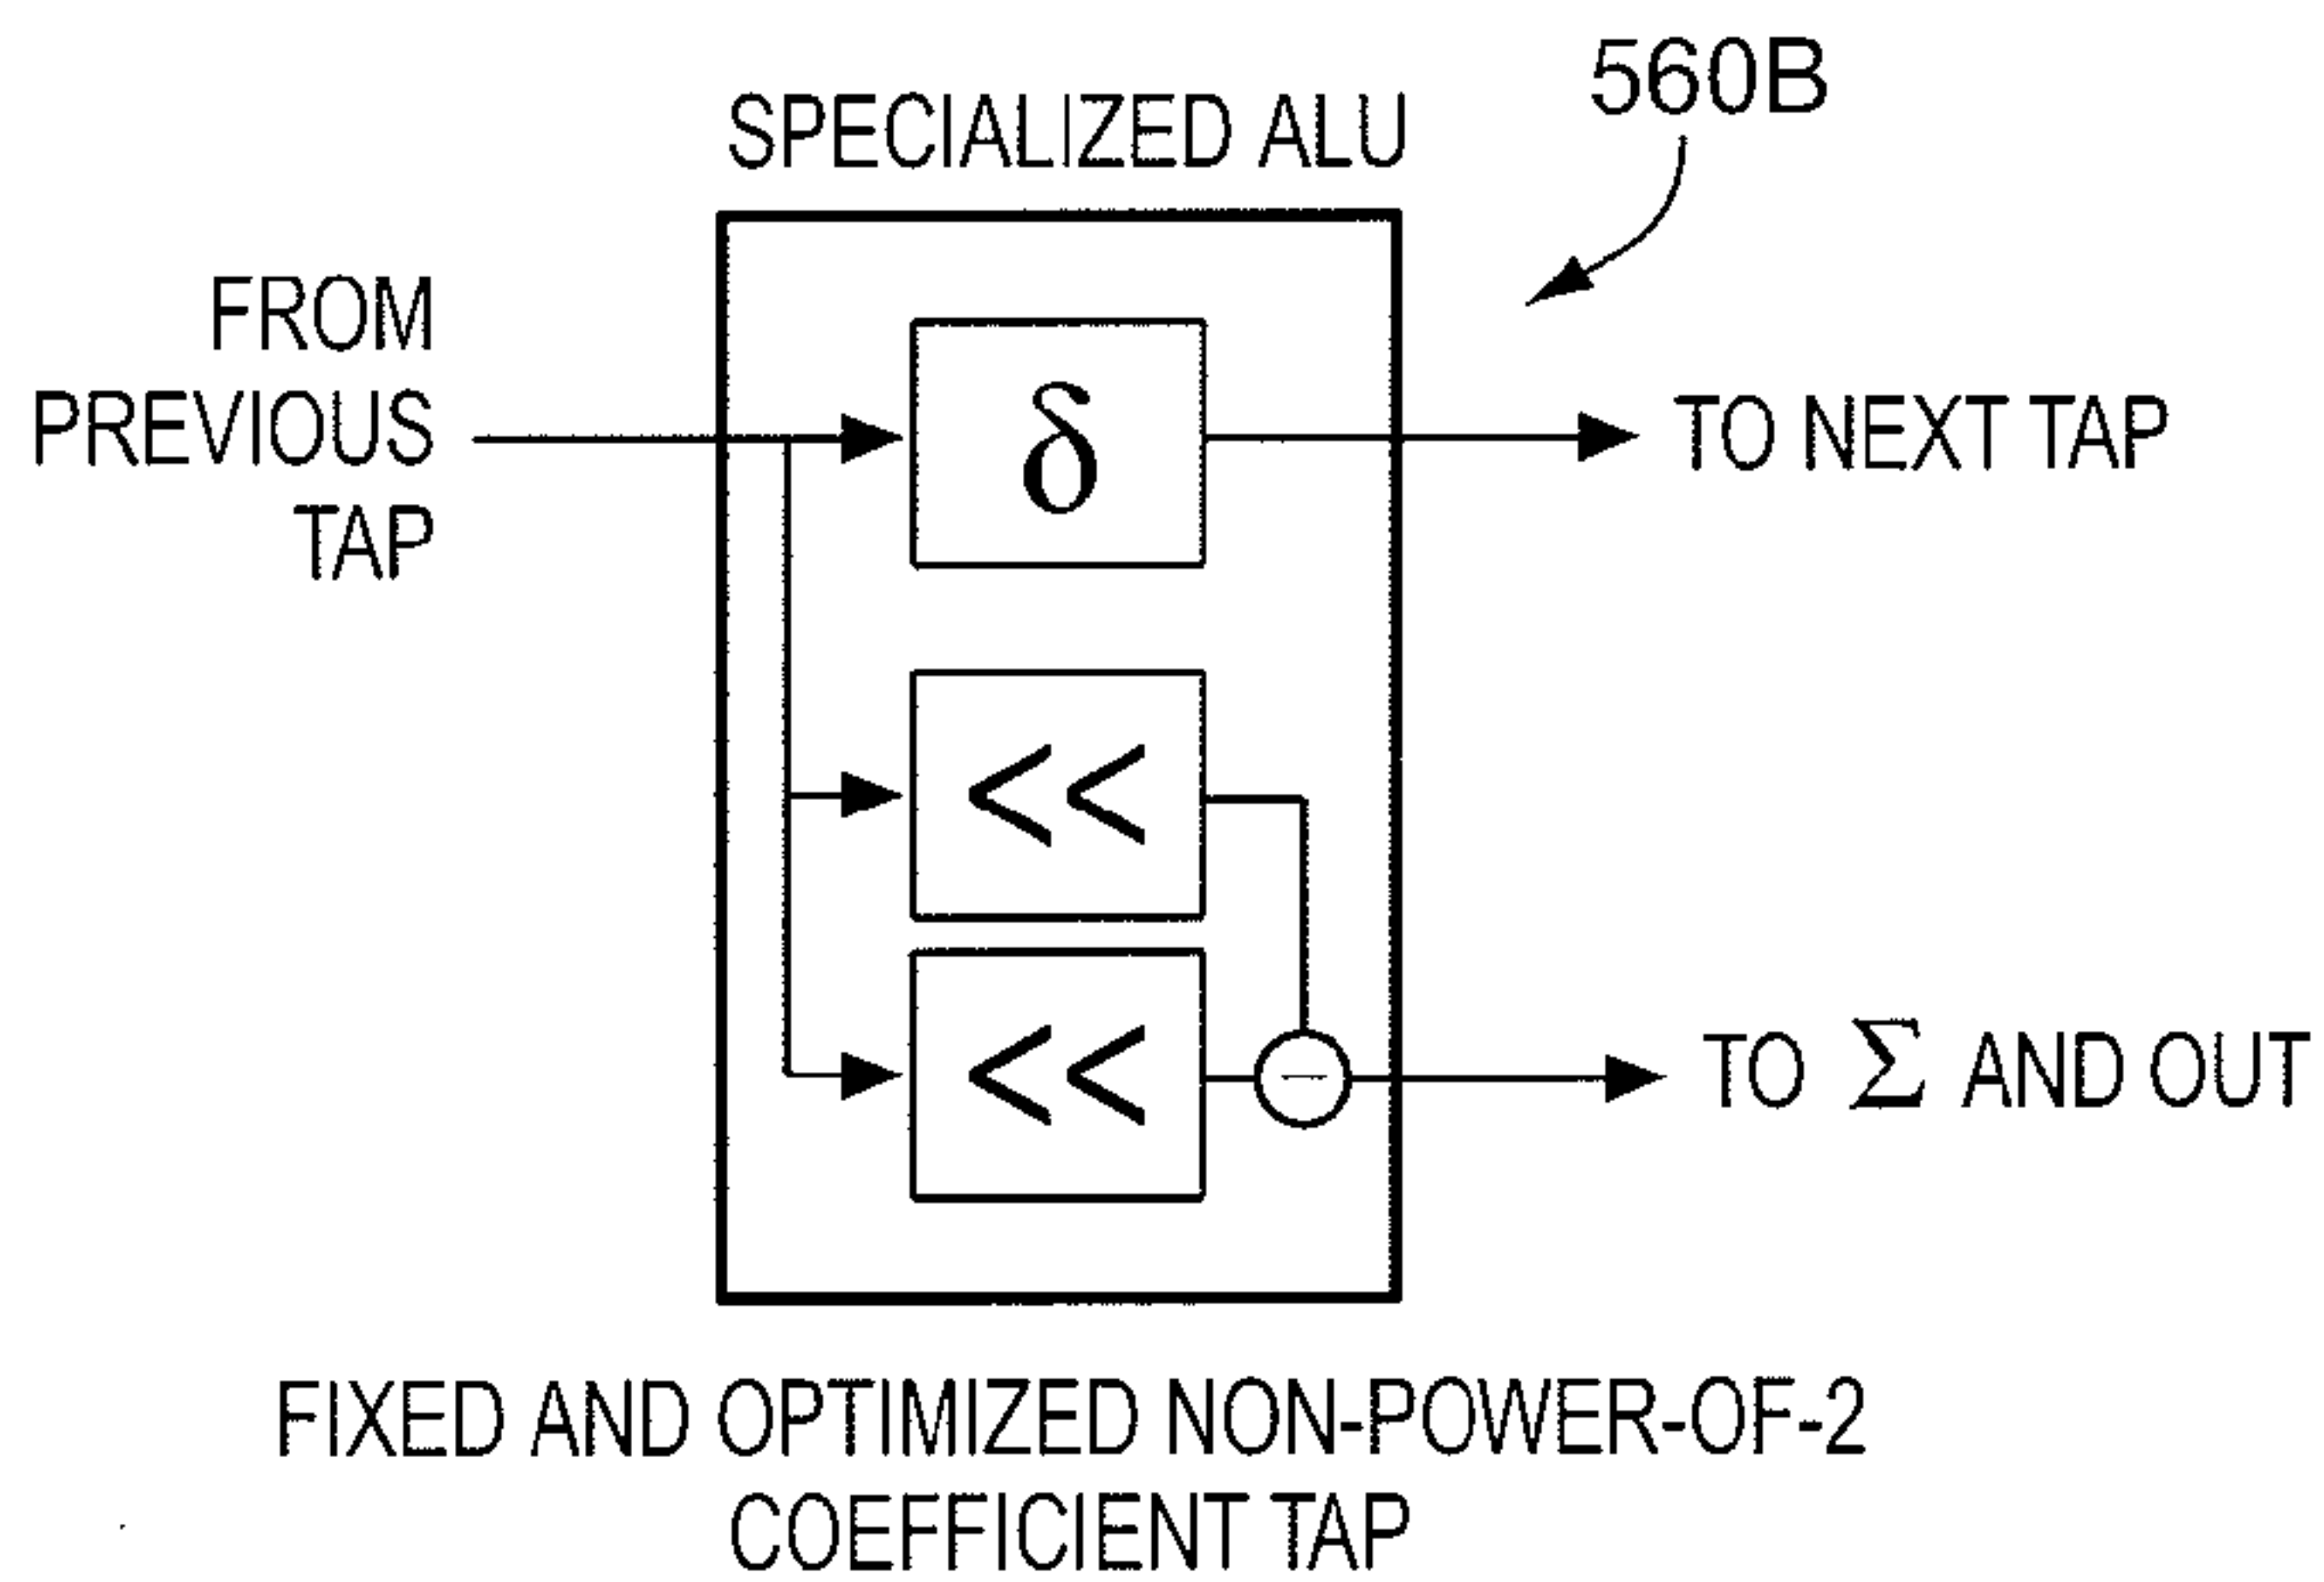 560B
SPECIALIZED ALU
FROM
PREVIOUS
TAP
δ
TO NEXT TAP
<<
<<
−
TO Σ AND OUT
FIXED AND OPTIMIZED NON-POWER-OF-2
COEFFICIENT TAP